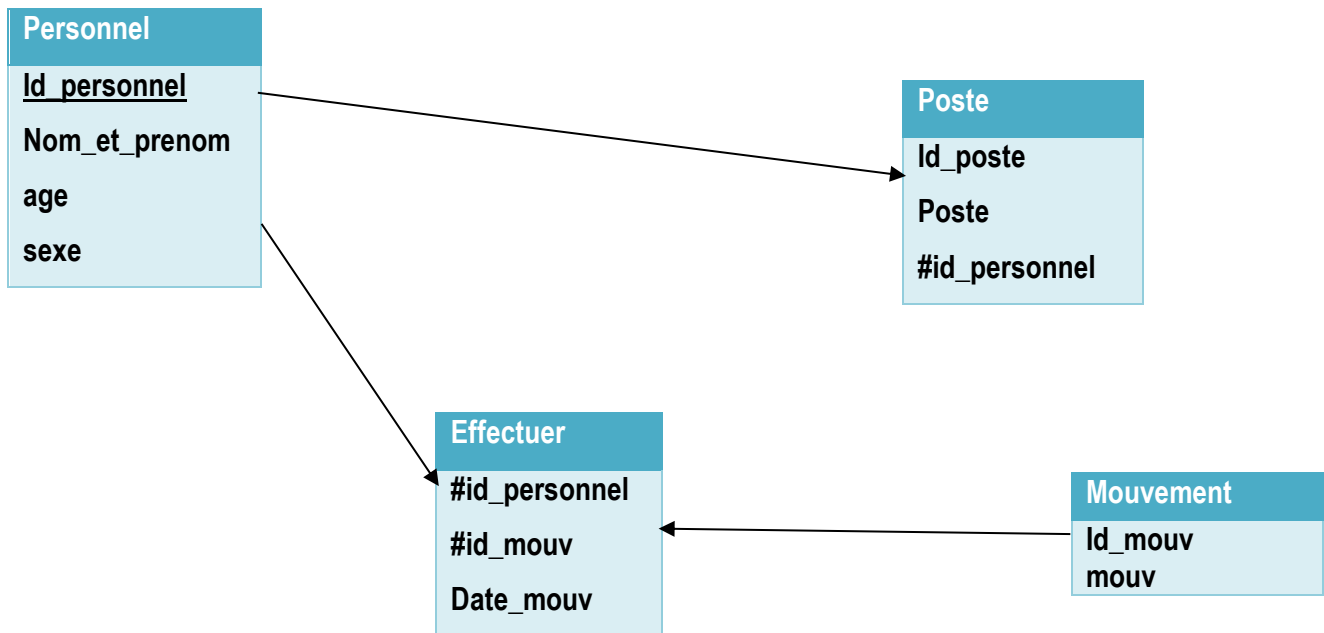 Personnel
Id_personnel
Nom_et_prenom
age
sexe
Poste
Id_poste
Poste
#id_personnel
Effectuer
#id_personnel
#id_mouv
Date_mouv
Mouvement
Id_mouv
mouv